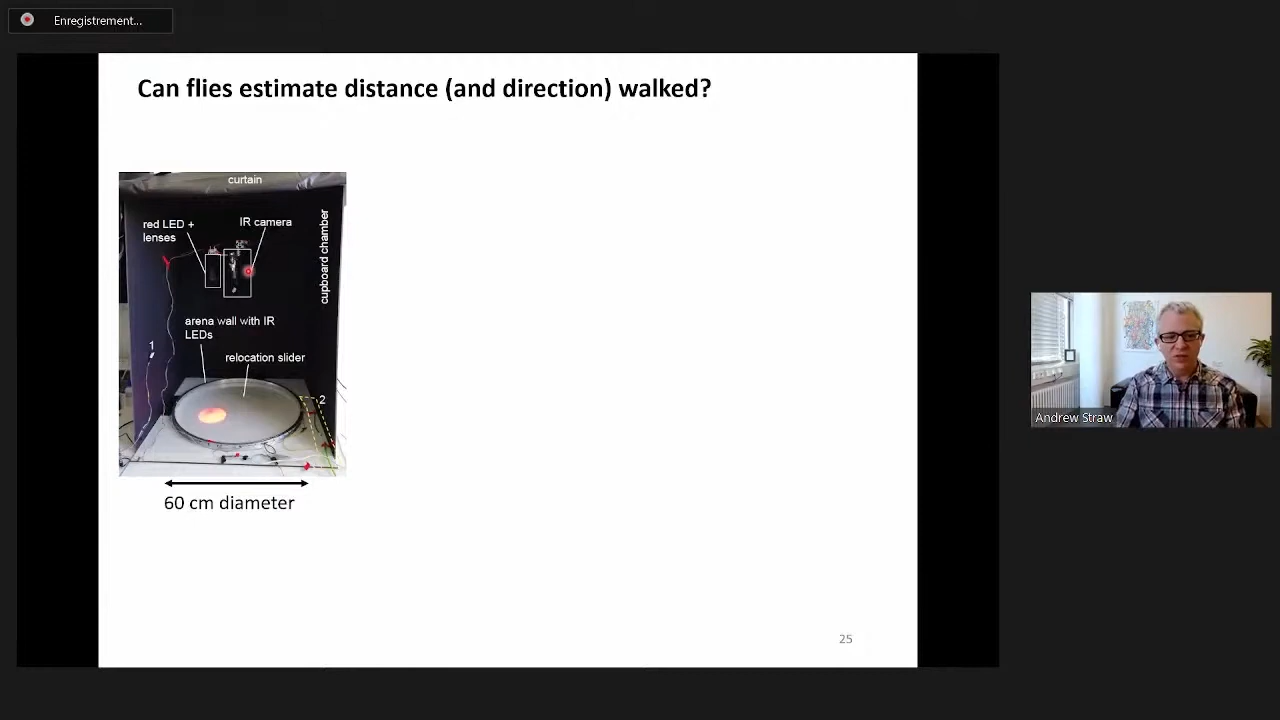 Enregistrement...
Can flies estimate distance (and direction) walked?
curtain
red LED +
lenses
IR camera
cupboard chamber
arena wall with IR
LEDs
relocation slider
1
2
60 cm diameter
25
Andrew Straw